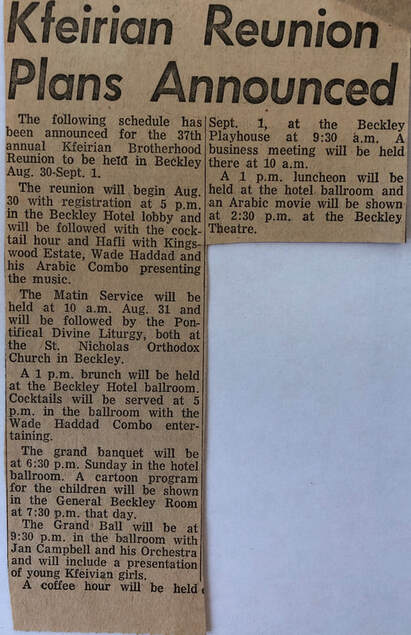 Kfeirian Reunion
Plans Announced
The following schedule has
been announced for the 37th
annual Kfeirian Brotherhood
Reunion to be held in Beckley
Aug. 30-Sept. 1.
The reunion will begin Aug.
30 with registration at 5 p.m.
in the Beckley Hotel lobby and
will be followed with the cock-
tail hour and Hafli with Kings-
wood Estate, Wade Haddad and
his Arabic Combo presenting
the music.
The Matin Service will be
held at 10 a.m. Aug. 31 and
will be followed by the Pon-
tifical Divine Liturgy, both at
the St. Nicholas Orthodox
Church in Beckley.
A 1 p.m. brunch will be held
at the Beckley Hotel ballroom.
Cocktails will be served at 5
p.m. in the ballroom with the
Wade Haddad Combo enter-
taining.
The grand banquet will be
at 6:30 p.m. Sunday in the hotel
ballroom. A cartoon program
for the children will be shown
in the General Beckley Room
at 7:30 p.m. that day.
The Grand Ball will be at
9:30 p.m. in the ballroom with
Jan Campbell and his Orchestra
and will include a presentation
of young Kfeivian girls.
A coffee hour will be held
Sept. 1, at the Beckley
Playhouse at 9:30 a.m. A
business meeting will be held
there at 10 a.m.
A 1 p.m. luncheon will be
held at the hotel ballroom and
an Arabic movie will be shown
at 2:30 p.m. at the Beckley
Theatre.